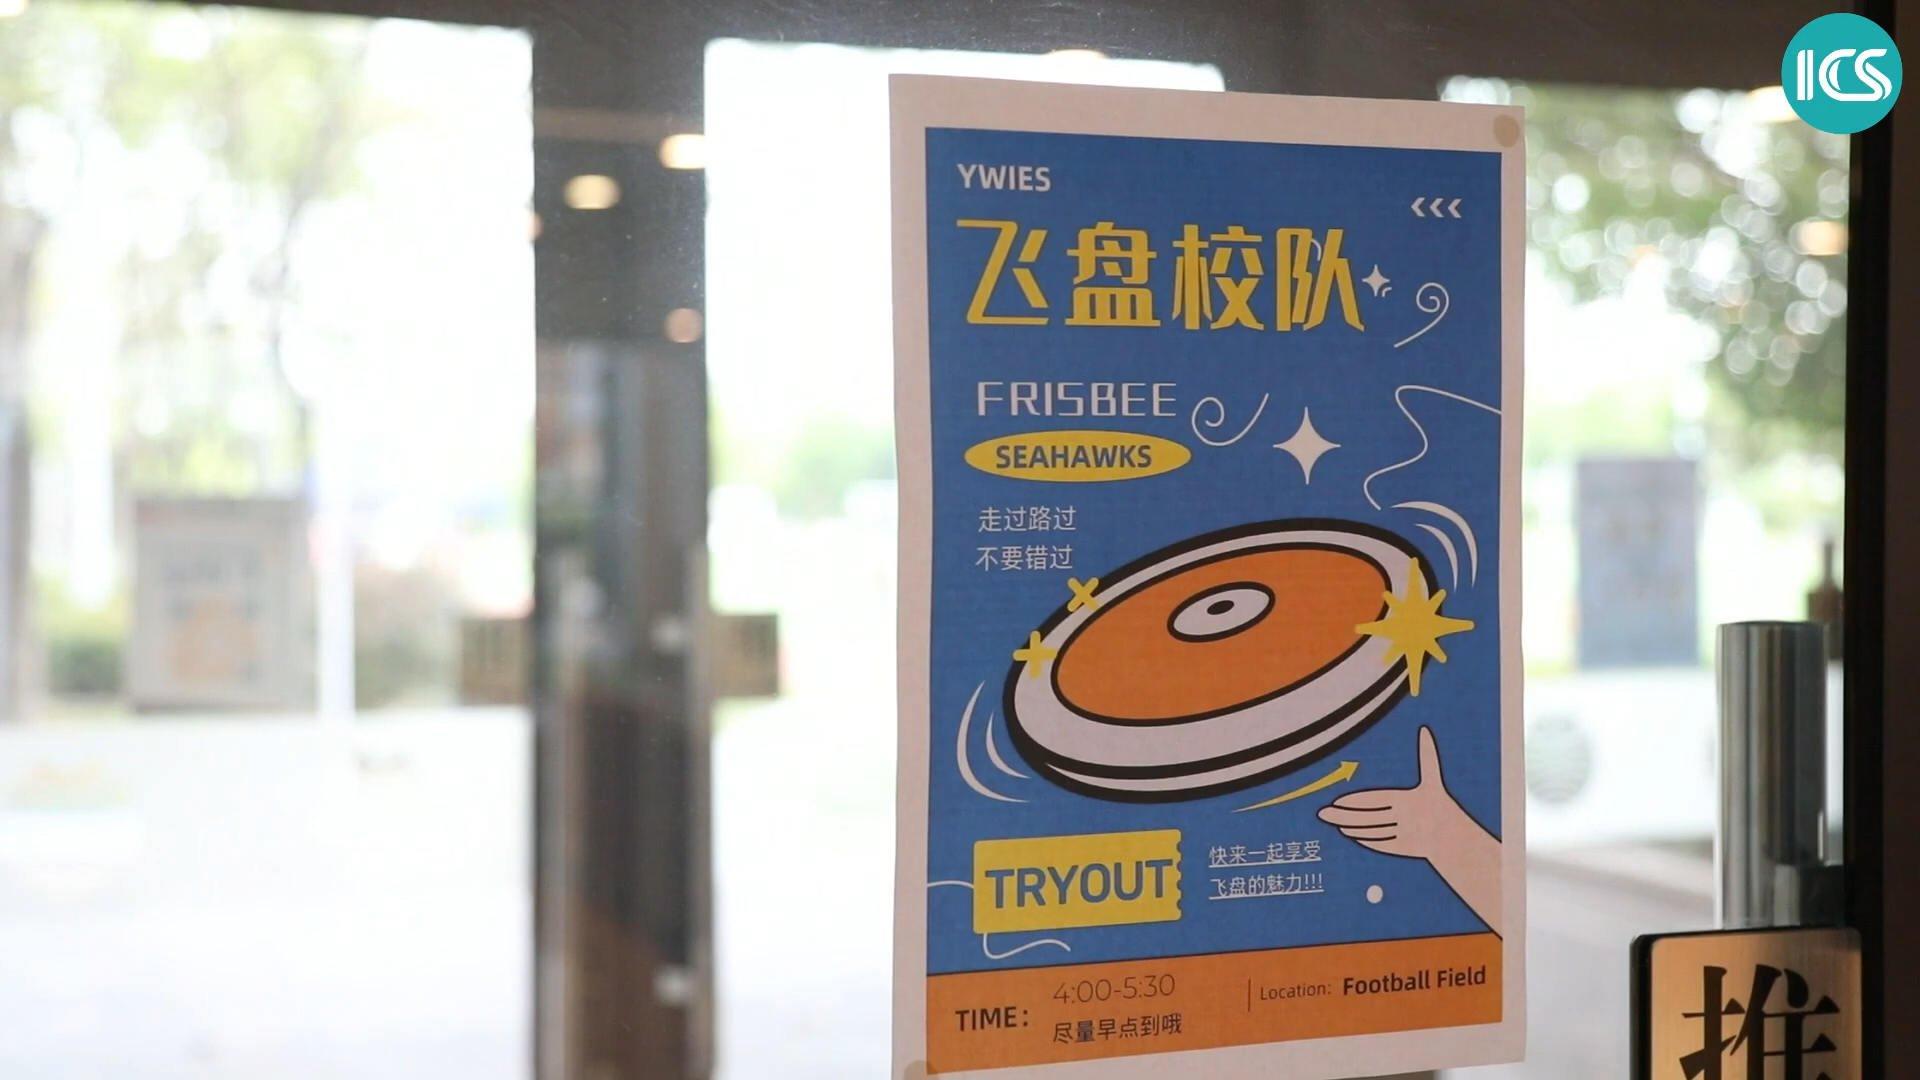 ICS
YWIES
飞盘校队
FRISBEE
SEAHAWKS
走过路过
不要错过
TRYOUT
快来一起享受
飞盘的魅力!!!
TIME:
4:00-5:30
尽量早点到哦
Location: Football Field
推